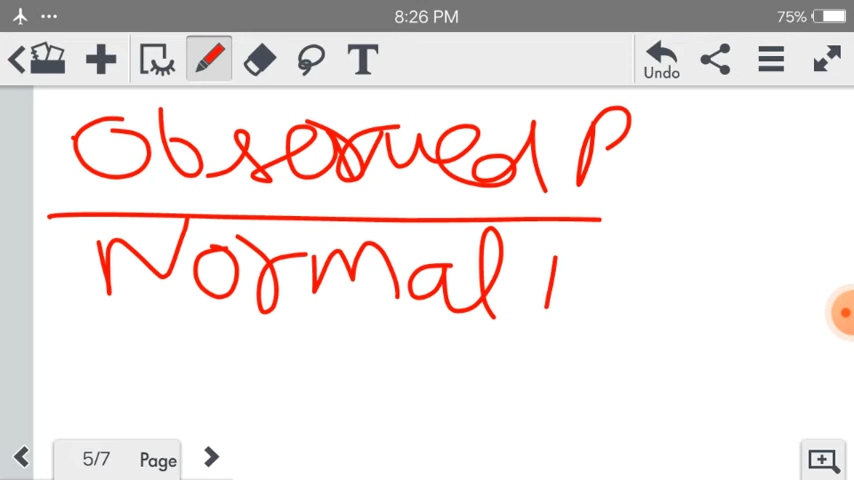 8:26 PM
75%
T
Undo
Observed P
Normal
5/7 Page